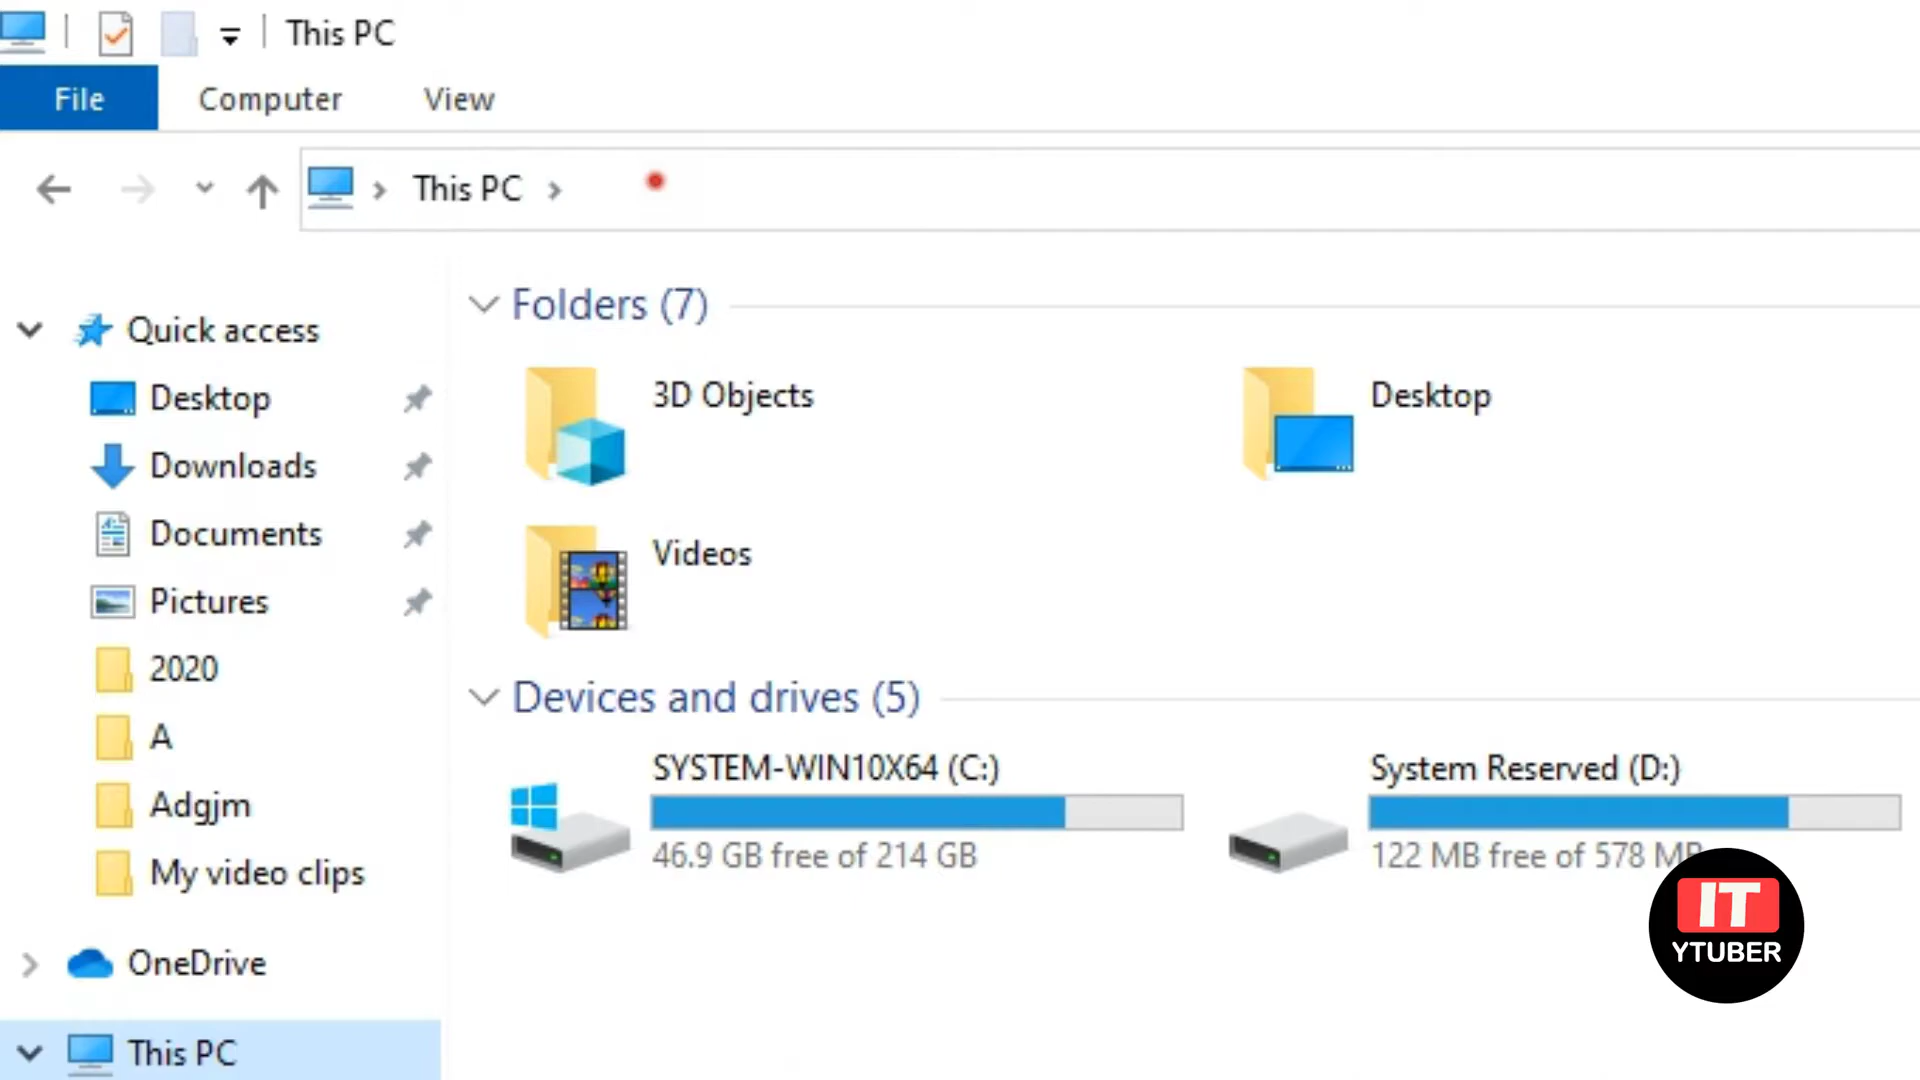 This PC
File Computer View
This PC
Quick access
Desktop
Downloads
Documents
Pictures
2020
A
Adgjm
My video clips
OneDrive
This PC
Folders (7)
3D Objects
Desktop
Videos
Devices and drives (5)
SYSTEM-WIN10X64 (C:)
46.9 GB free of 214 GB
System Reserved (D:)
122 MB free of 578 MB
IT
YTUBER